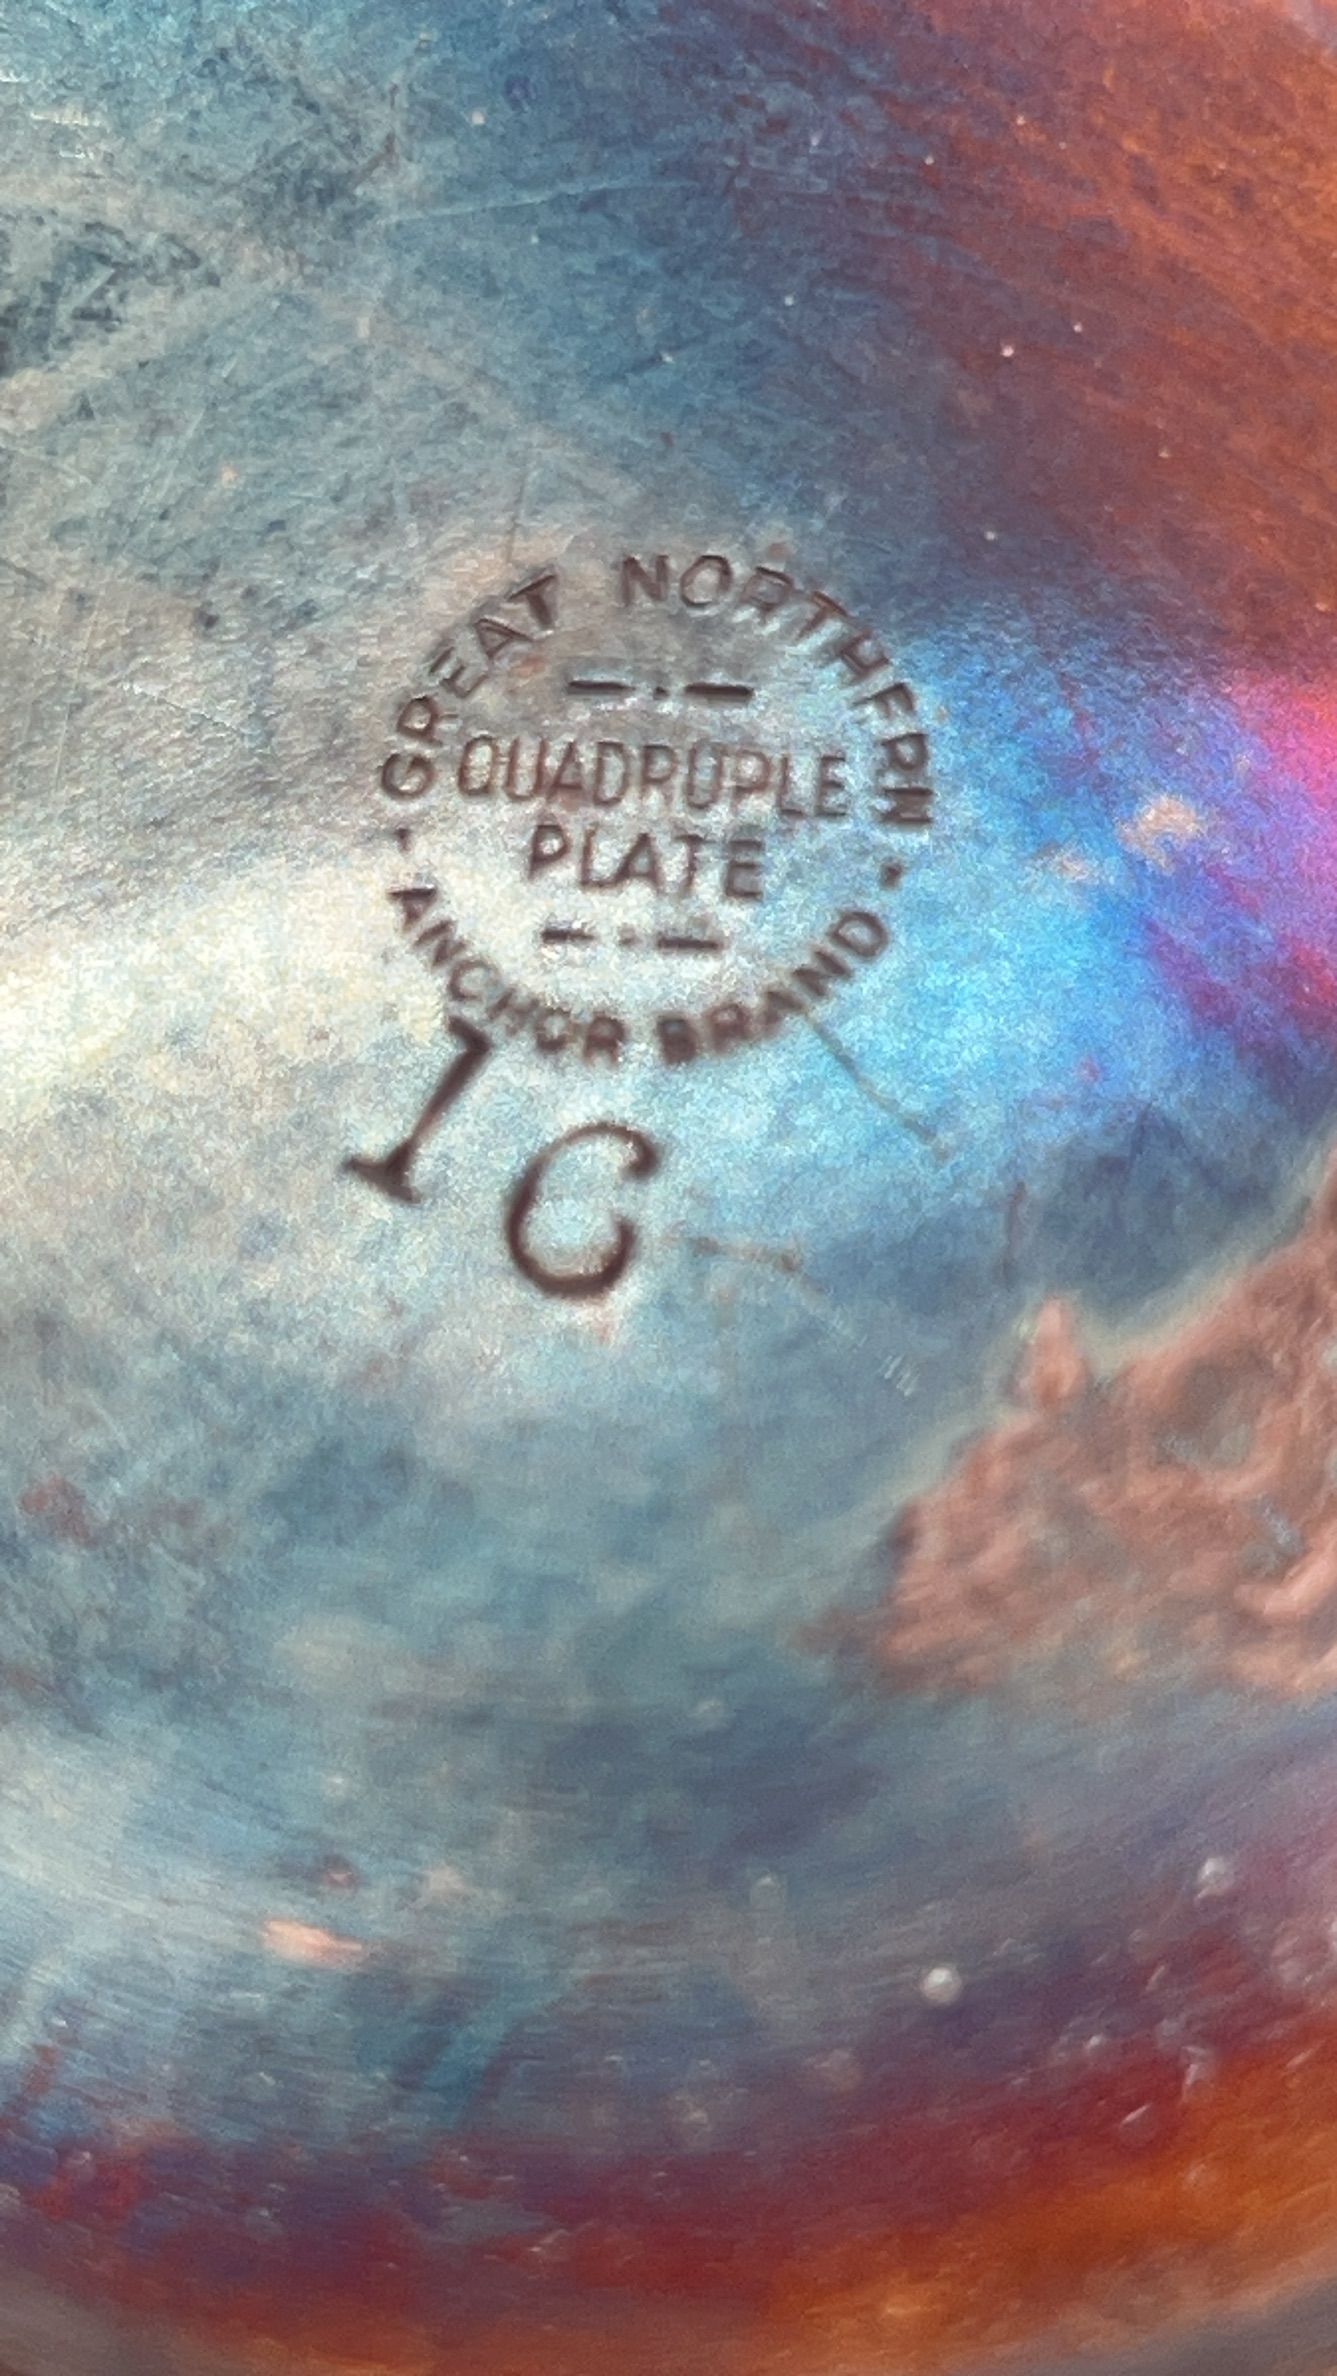 GREAT NORTHERN
QUADRUPLE
PLATE
ANCHOR BRAND
1C